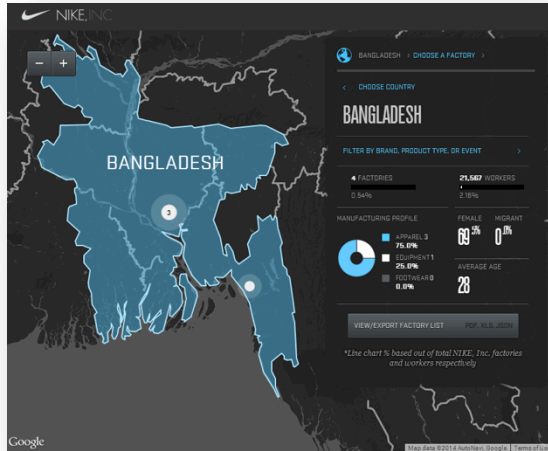 NIKE, INC
− +
BANGLADESH › CHOOSE A FACTORY ›
‹ CHOOSE COUNTRY
BANGLADESH
FILTER BY BRAND, PRODUCT TYPE, OR EVENT ›
4 FACTORIES 21,567 WORKERS
0.54% 2.18%
MANUFACTURING PROFILE
APPAREL 3
75.0%
EQUIPMENT 1
25.0%
FOOTWEAR 0
0.0%
FEMALE MIGRANT
69 0
AVERAGE AGE
28
VIEW/EXPORT FACTORY LIST PDF, XLS, JSON
*Line chart % based out of total NIKE, Inc. factories
and workers respectively
BANGLADESH
3
Google
Map data ©2014 AutoNavi, Google Terms of Use